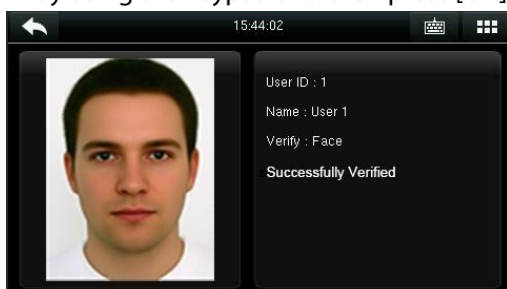 15:44:02
User ID : 1
Name : User 1
Verify : Face
Successfully Verified